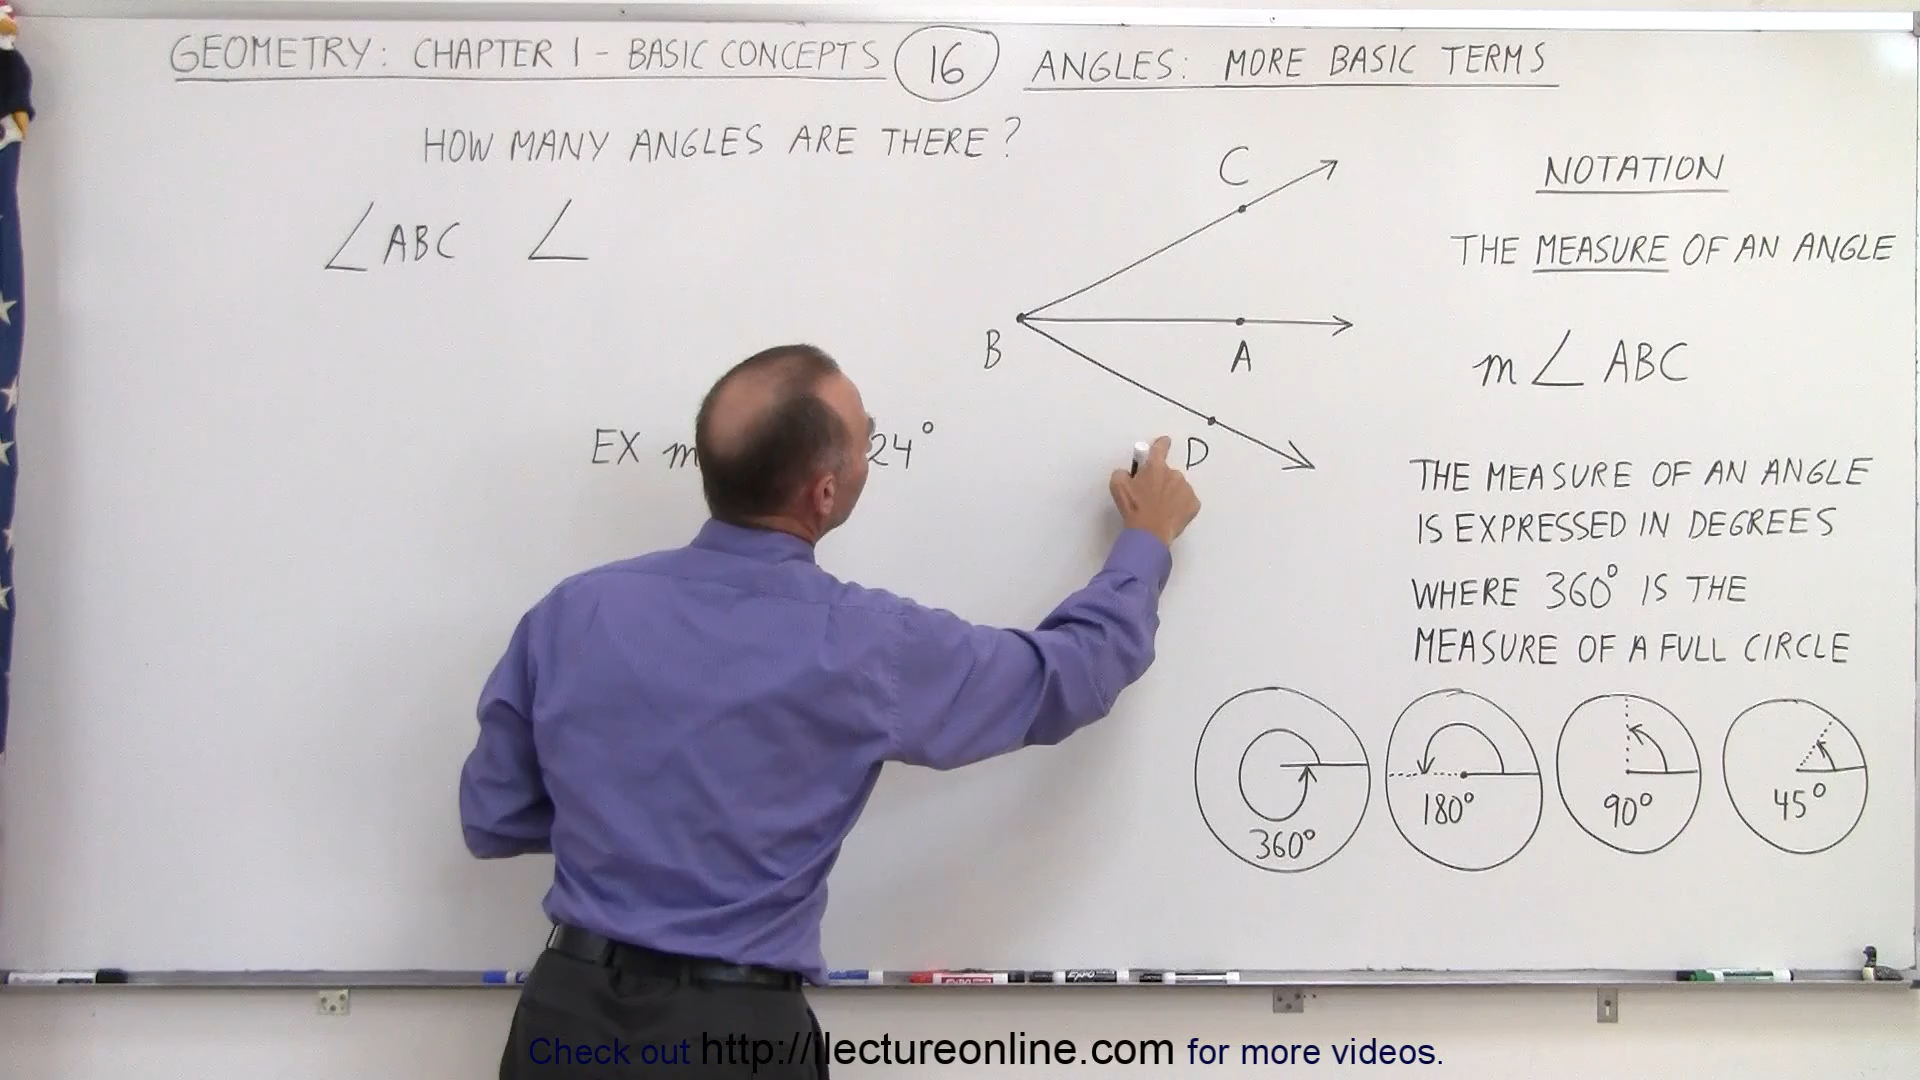 GEOMETRY: CHAPTER 1 - BASIC CONCEPTS 16 ANGLES: MORE BASIC TERMS
HOW MANY ANGLES ARE THERE?
∠ABC ∠
C
B
A
D
EX m 24°
NOTATION
THE MEASURE OF AN ANGLE
m∠ABC
THE MEASURE OF AN ANGLE
IS EXPRESSED IN DEGREES
WHERE 360° IS THE
MEASURE OF A FULL CIRCLE
360° 180° 90° 45°
EXPO EXPO
Check out http://ilectureonline.com for more videos.